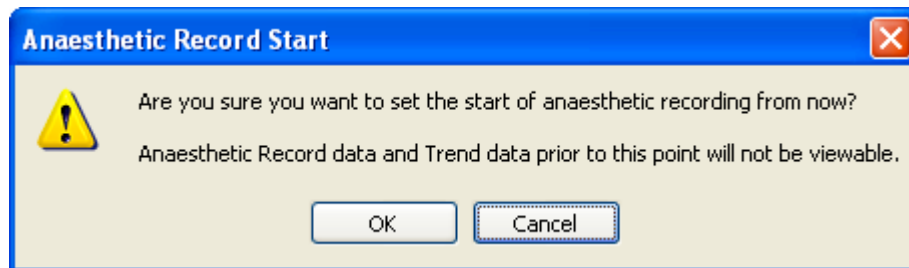 Anaesthetic Record Start
Are you sure you want to set the start of anaesthetic recording from now?
Anaesthetic Record data and Trend data prior to this point will not be viewable.
OK Cancel